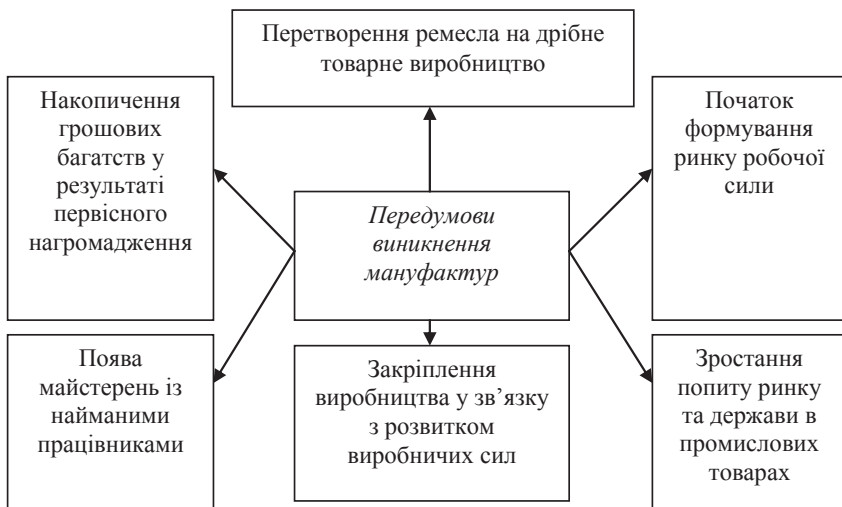 Перетворення ремесла на дрібне
товарне виробництво
Накопичення
грошових
багатств у
результаті
первісного
нагромадження
Початок
формування
ринку робочої
сили
Передумови
виникнення
мануфактур
Поява
майстерень із
найманими
працівниками
Закріплення
виробництва у зв’язку
з розвитком
виробничих сил
Зростання
попиту ринку
та держави в
промислових
товарах